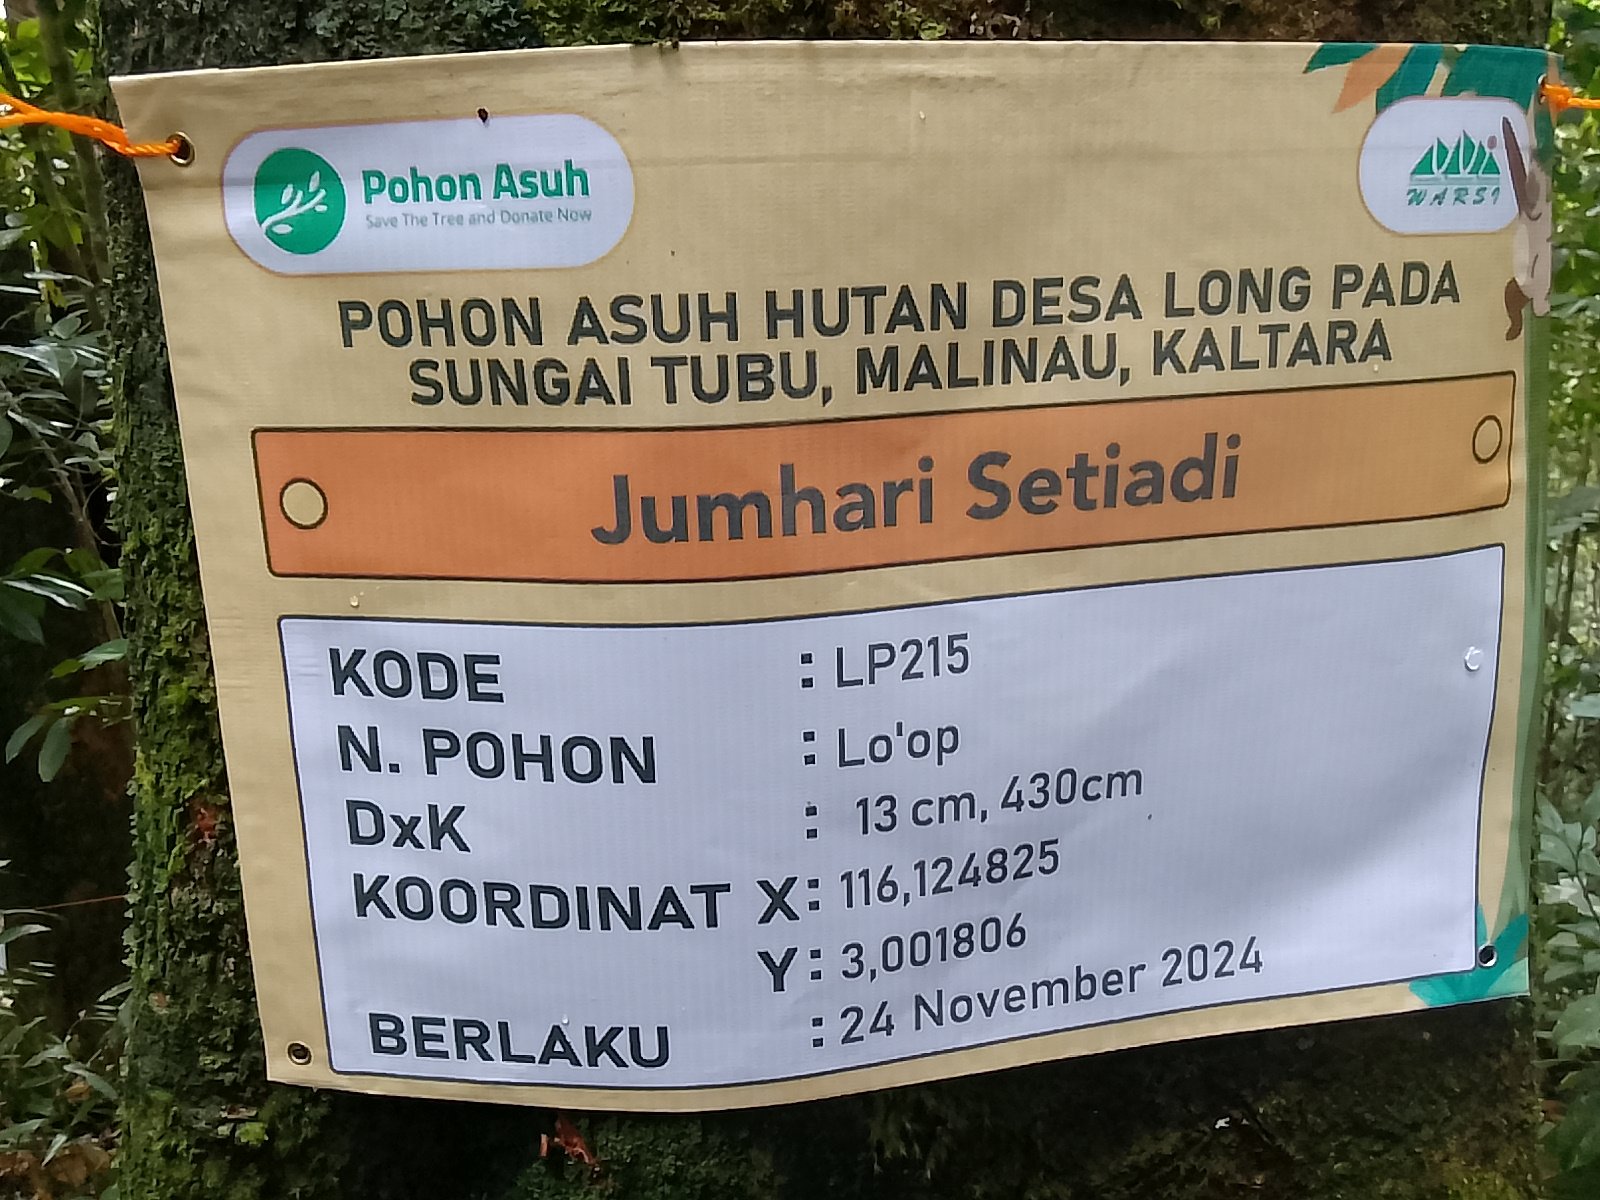 Pohon Asuh
Save The Tree and Donate Now
WARSI
POHON ASUH HUTAN DESA LONG PADA
SUNGAI TUBU, MALINAU, KALTARA
Jumhari Setiadi
KODE : LP215
N. POHON : Lo'op
DxK : 13 cm, 430cm
KOORDINAT X : 116,124825
Y : 3,001806
BERLAKU : 24 November 2024